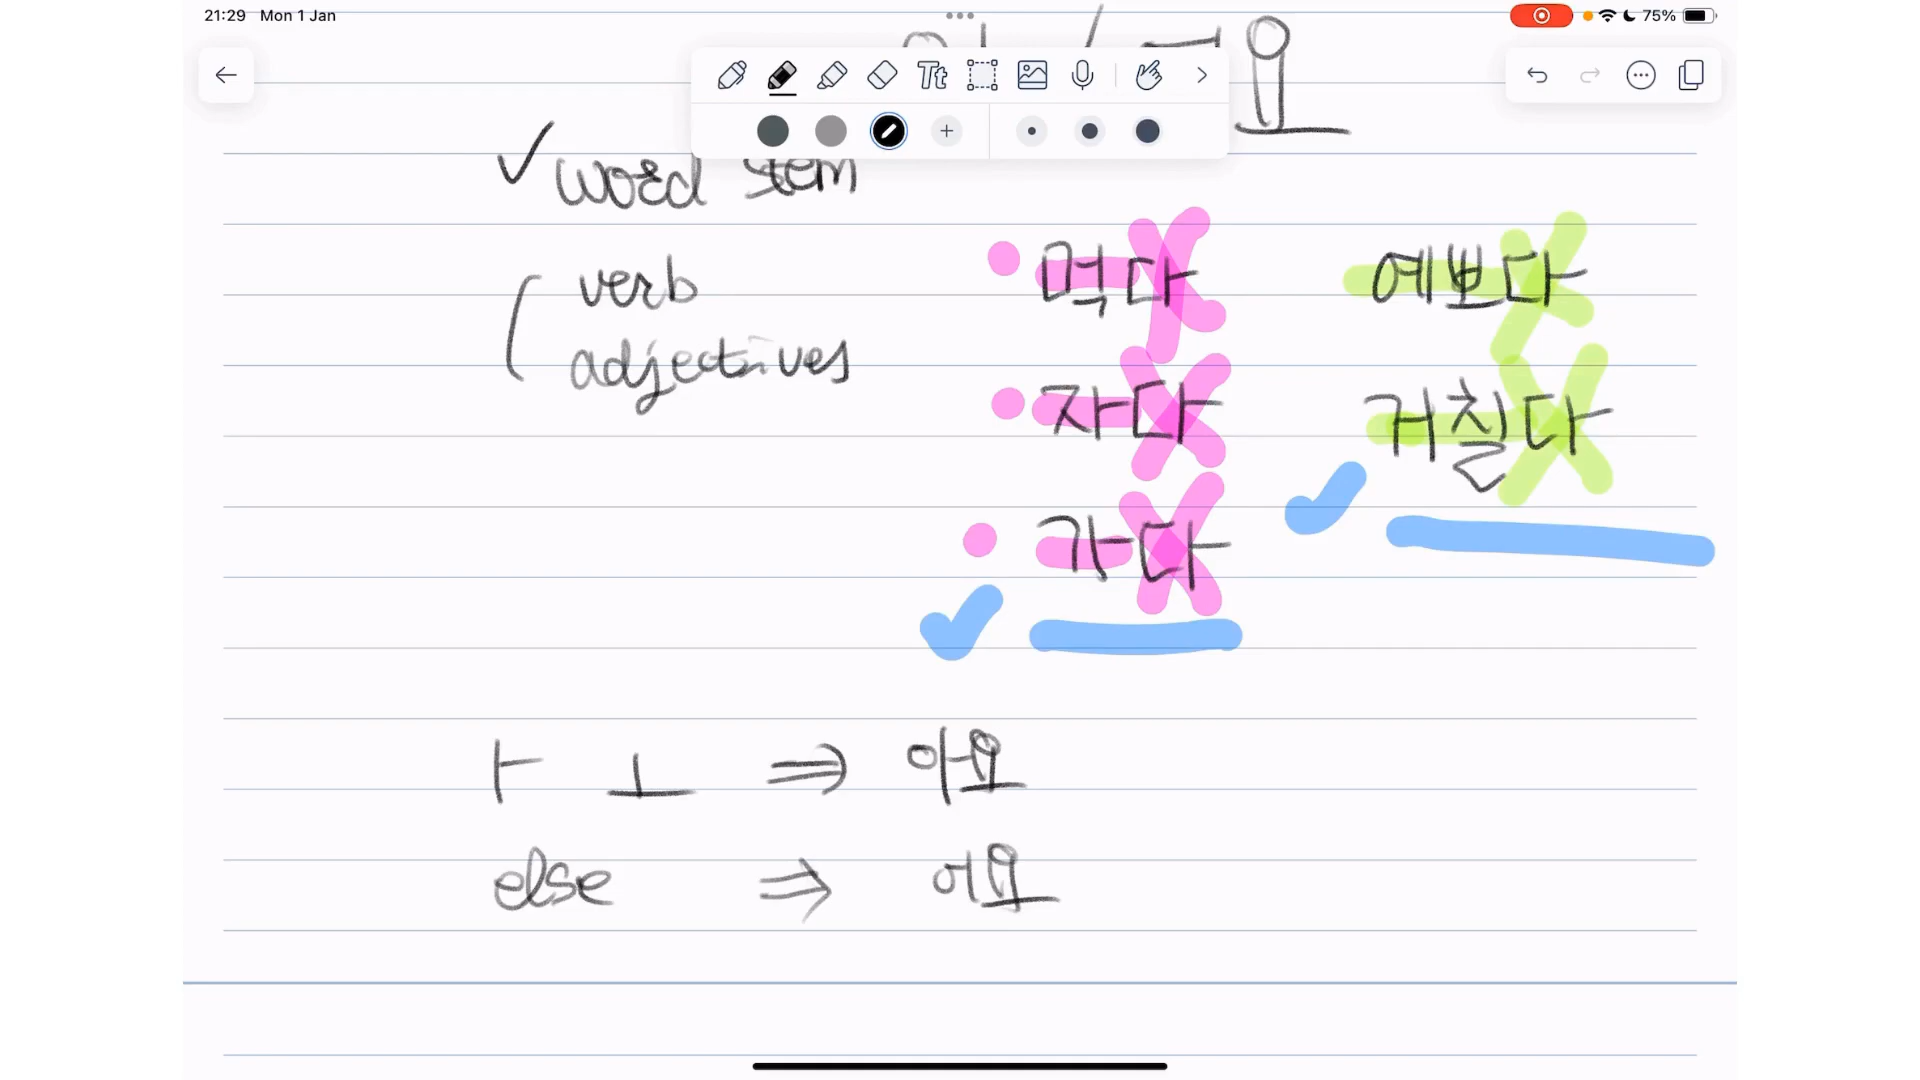 21:29 Mon 1 Jan
75%
Tt
✓ word stem
verb
adjectives
먹다 예쁘다
자다 거칠다
가다
ㅏ ㅗ ⇒ 아요
else ⇒ 어요